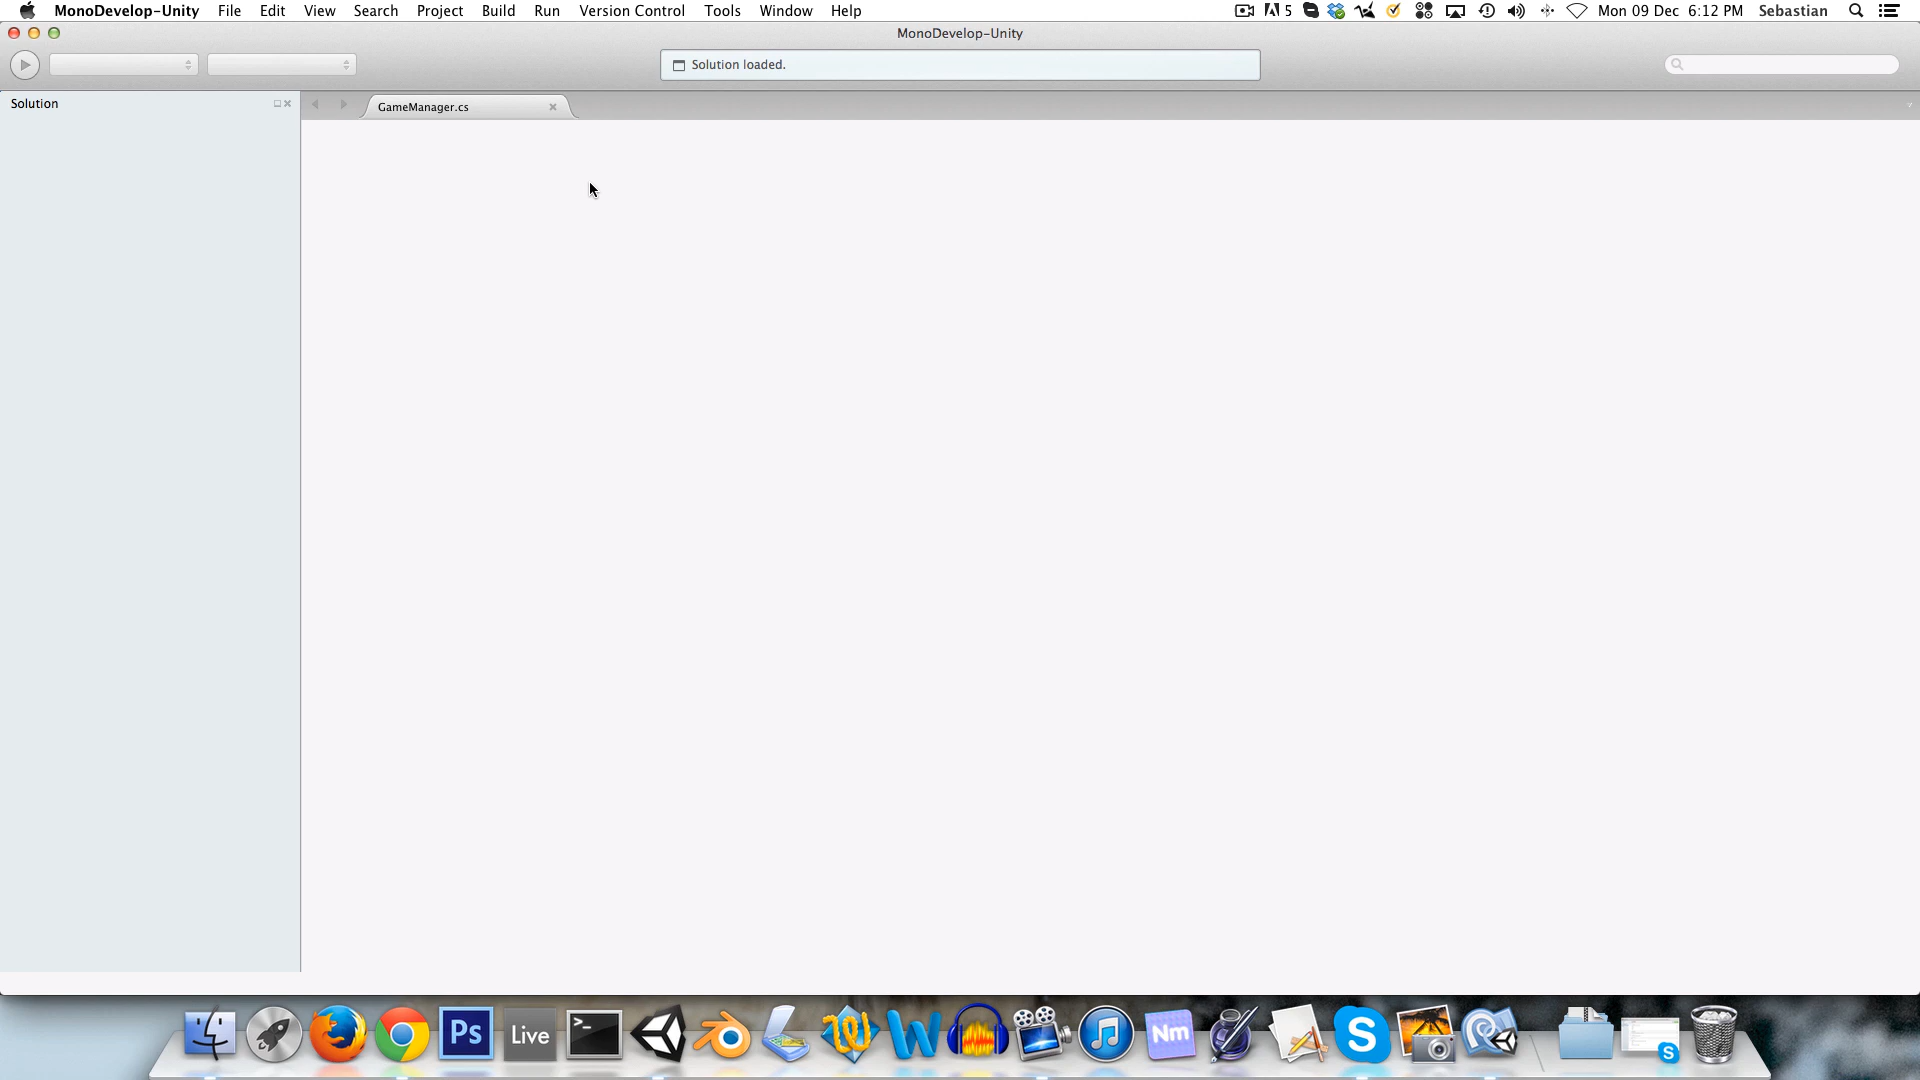 MonoDevelop-Unity File Edit View Search Project Build Run Version Control Tools Window Help 5 Mon 09 Dec 6:12 PM Sebastian
MonoDevelop-Unity
Solution loaded.
Solution
GameManager.cs
Ps
Live
>_
W
Nm
S
S